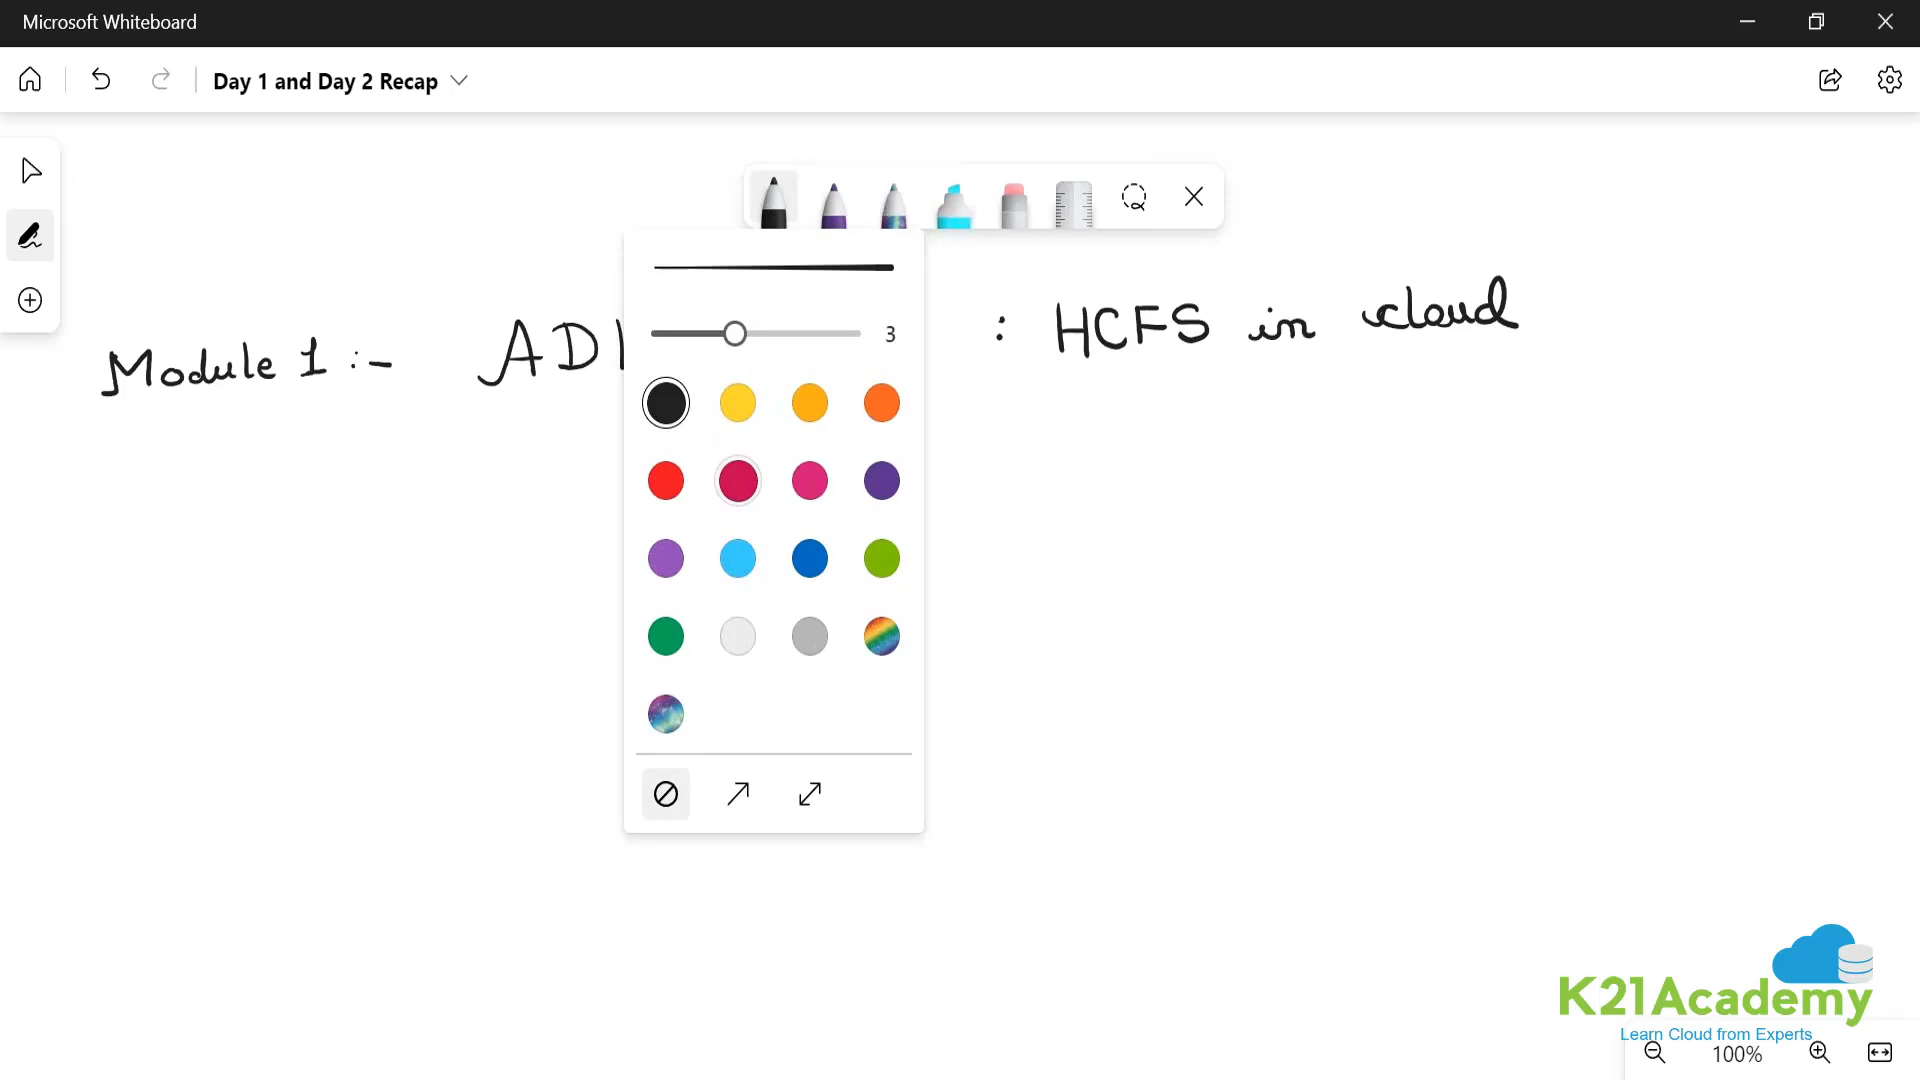 Microsoft Whiteboard
Day 1 and Day 2 Recap
3
Module 1 :- AD : HCFS in cloud
K21Academy
Learn Cloud from Experts
100%